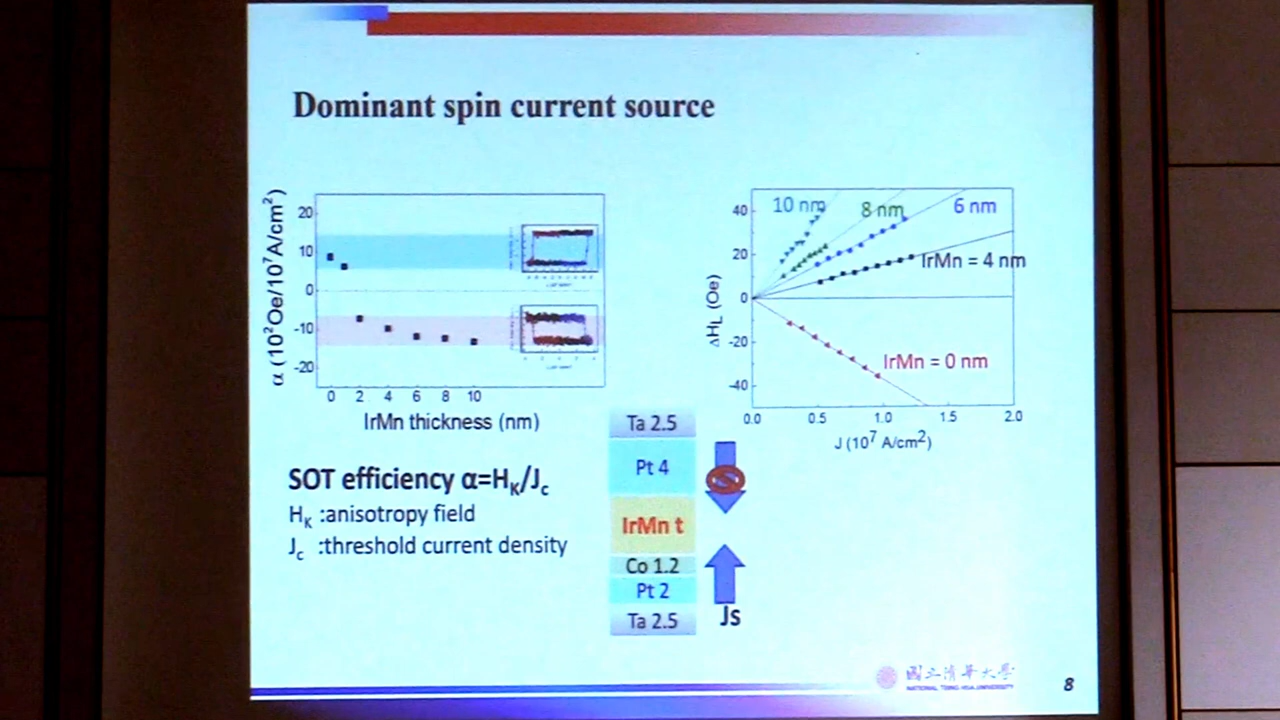 Dominant spin current source
α (10²Oe/10⁷A/cm²)
20
10
0
-10
-20
0 2 4 6 8 10
IrMn thickness (nm)
ΔH_L (Oe)
40
20
0
-20
-40
10 nm
8 nm
6 nm
IrMn = 4 nm
IrMn = 0 nm
0.0 0.5 1.0 1.5 2.0
J (10⁷ A/cm²)
SOT efficiency α=H_K/J_c
H_K :anisotropy field
J_c :threshold current density
Ta 2.5
Pt 4
IrMn t
Co 1.2
Pt 2
Ta 2.5
Js
國立清華大學
NATIONAL TSING HUA UNIVERSITY
8